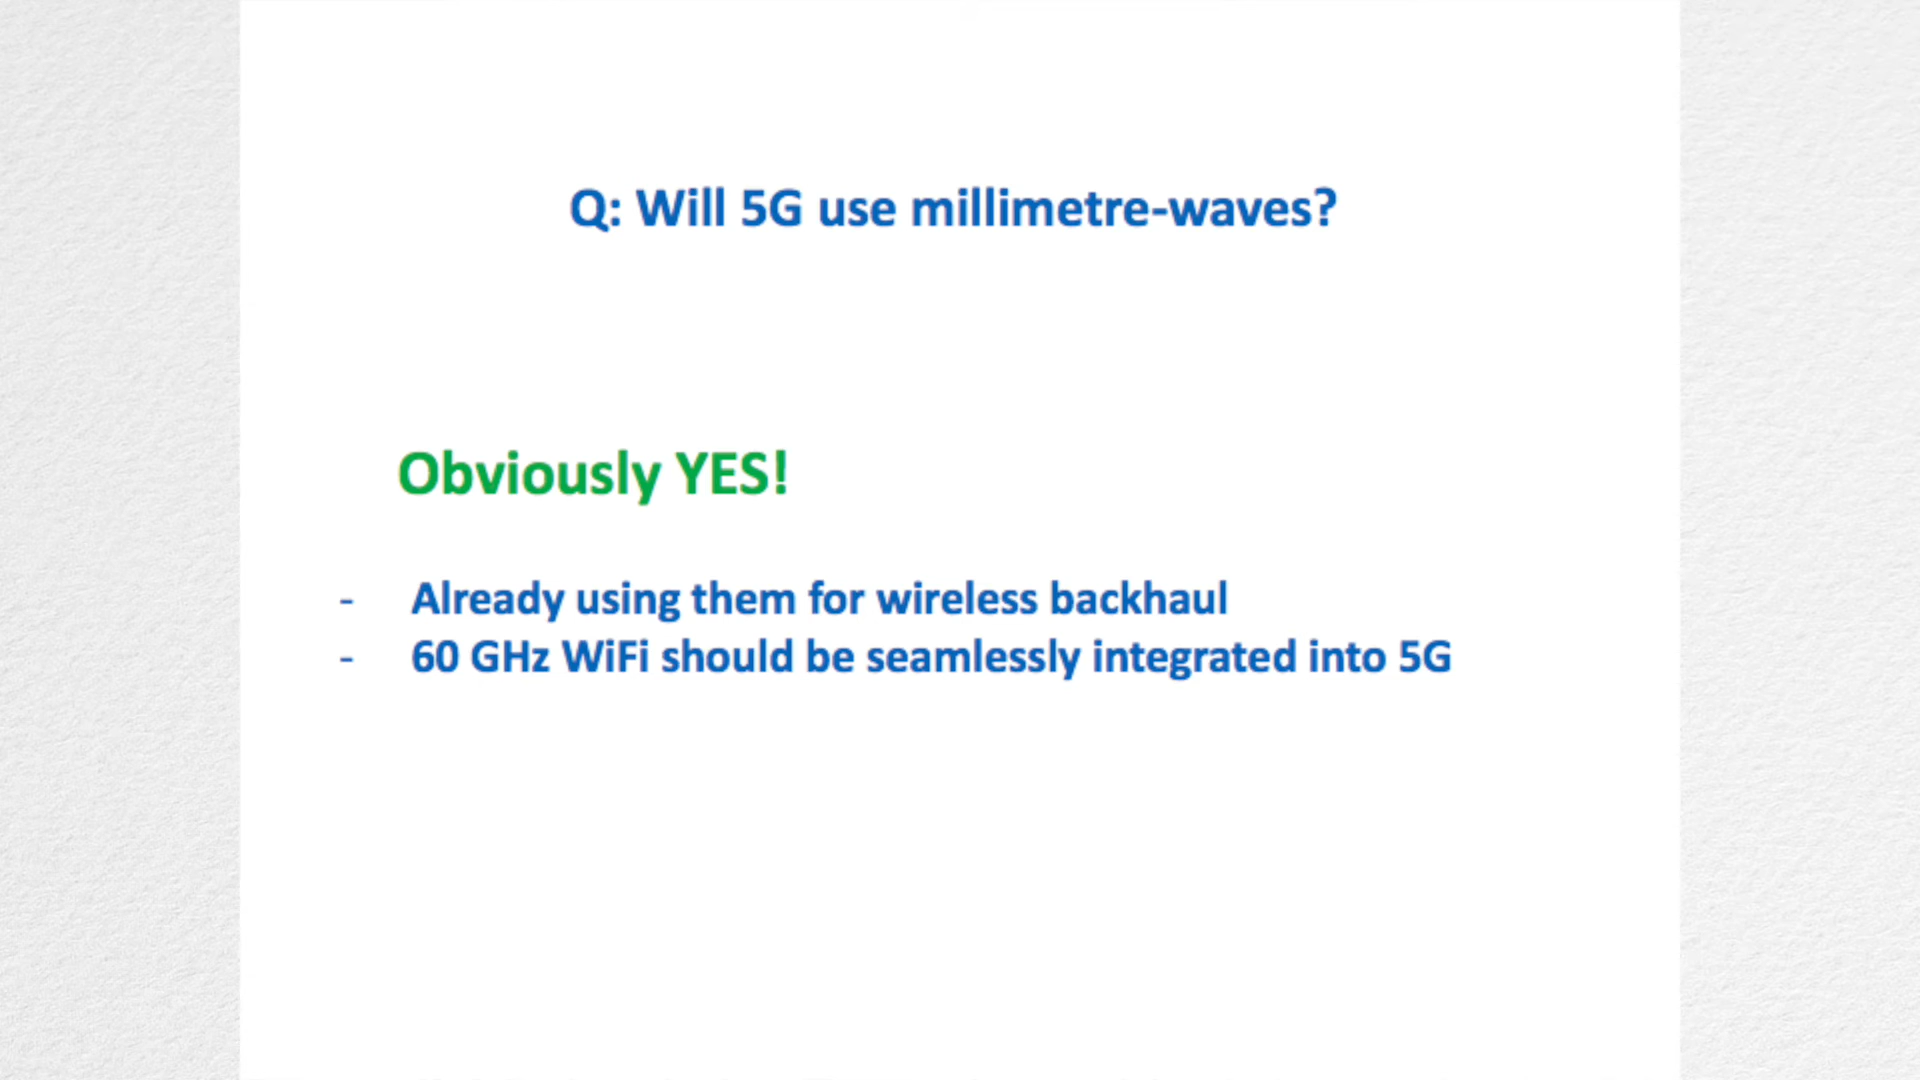 Q: Will 5G use millimetre-waves?
Obviously YES!
- Already using them for wireless backhaul
- 60 GHz WiFi should be seamlessly integrated into 5G